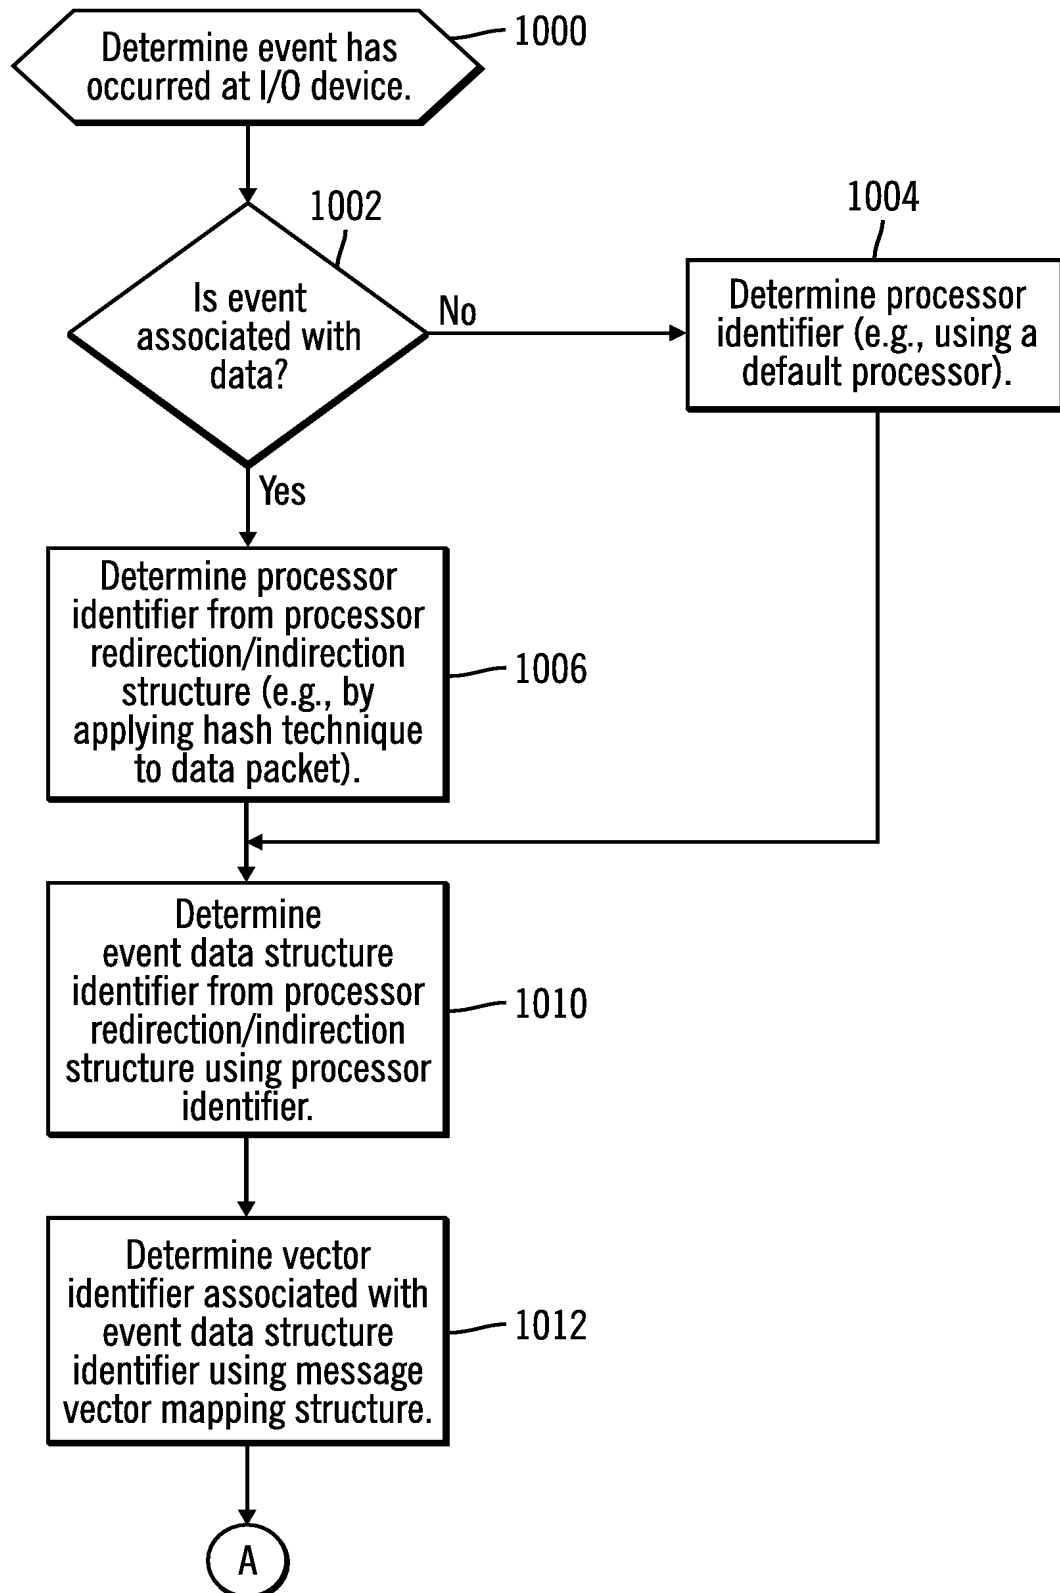 Determine event has
occurred at I/O device.
1000
1002
Is event
associated with
data?
No
1004
Determine processor
identifier (e.g., using a
default processor).
Yes
Determine processor
identifier from processor
redirection/indirection
structure (e.g., by
applying hash technique
to data packet).
1006
Determine
event data structure
identifier from processor
redirection/indirection
structure using processor
identifier.
1010
Determine vector
identifier associated with
event data structure
identifier using message
vector mapping structure.
1012
A